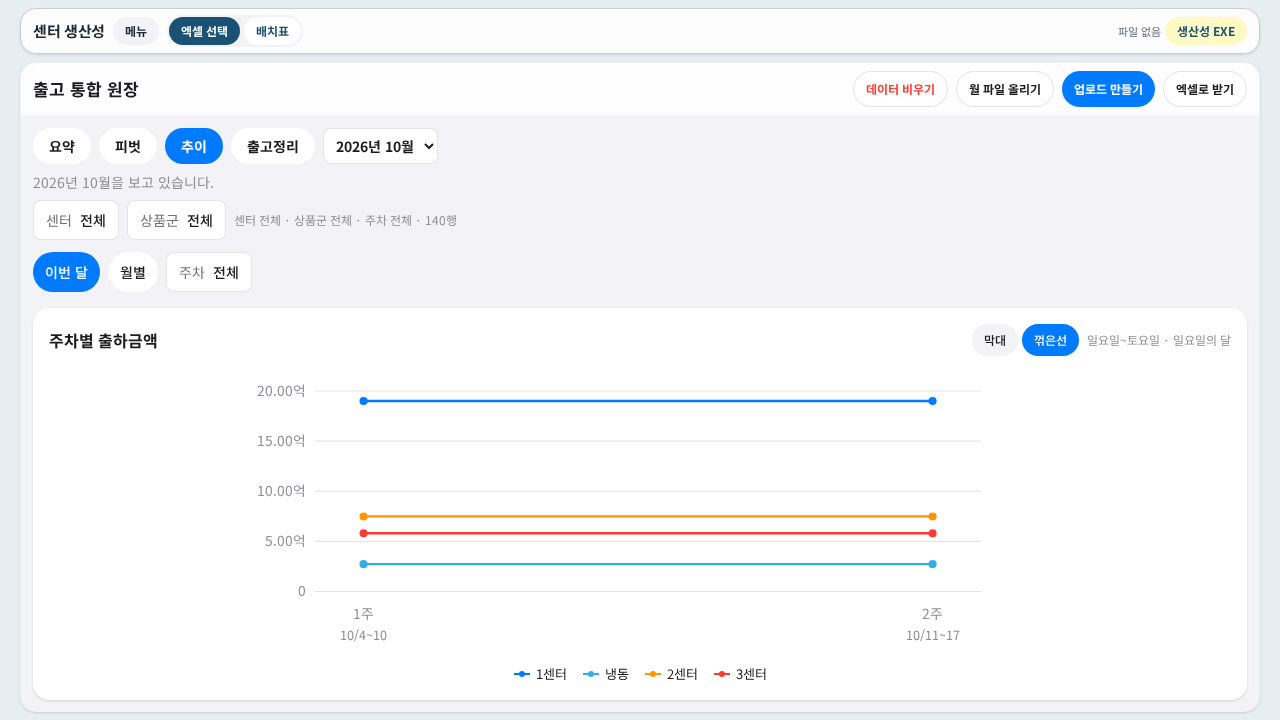 센터 생산성 메뉴 엑셀 선택 배치표 파일 없음 생산성 EXE
출고 통합 원장 데이터 비우기 월 파일 올리기 업로드 만들기 엑셀로 받기
요약 피벗 추이 출고정리 2026년 10월
2026년 10월을 보고 있습니다.
센터 전체 상품군 전체 센터 전체 · 상품군 전체 · 주차 전체 · 140행
이번 달 월별 주차 전체
주차별 출하금액 막대 꺾은선 일요일~토요일 · 일요일의 달
20.00억
15.00억
10.00억
5.00억
0
1주 2주
10/4~10 10/11~17
1센터 냉동 2센터 3센터